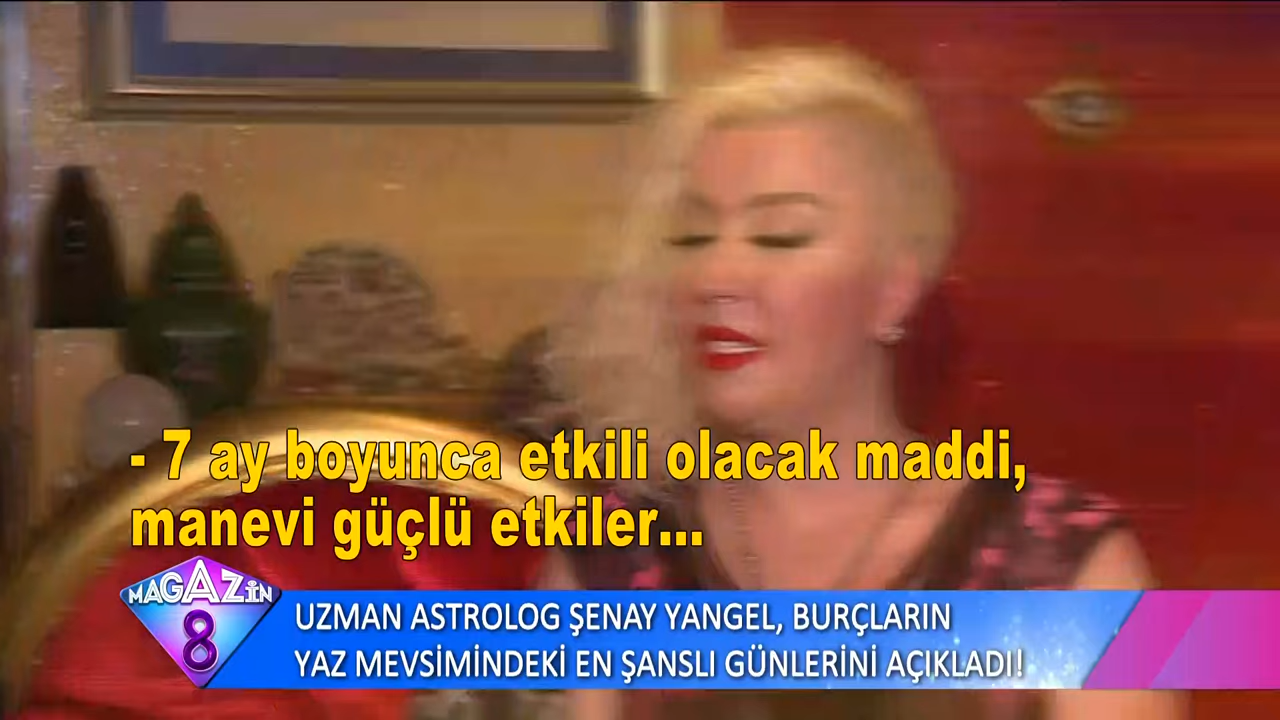 - 7 ay boyunca etkili olacak maddi,
manevi güçlü etkiler...
MAGAZİN
8
UZMAN ASTROLOG ŞENAY YANGEL, BURÇLARIN
YAZ MEVSİMİNDEKİ EN ŞANSLI GÜNLERİNİ AÇIKLADI!